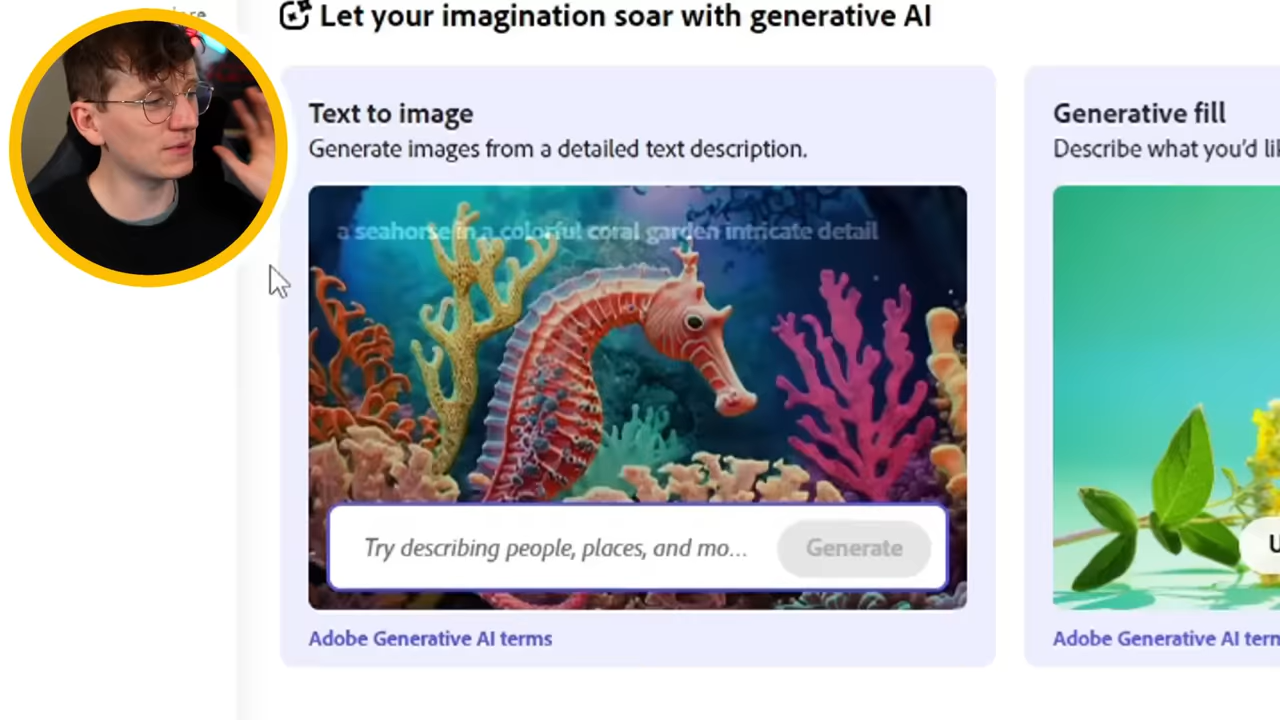 Let your imagination soar with generative AI
Text to image
Generate images from a detailed text description.
a seahorse in a colorful coral garden intricate detail
Try describing people, places, and mo...
Generate
Adobe Generative AI terms
Generative fill
Describe what you'd
Adobe Generative AI